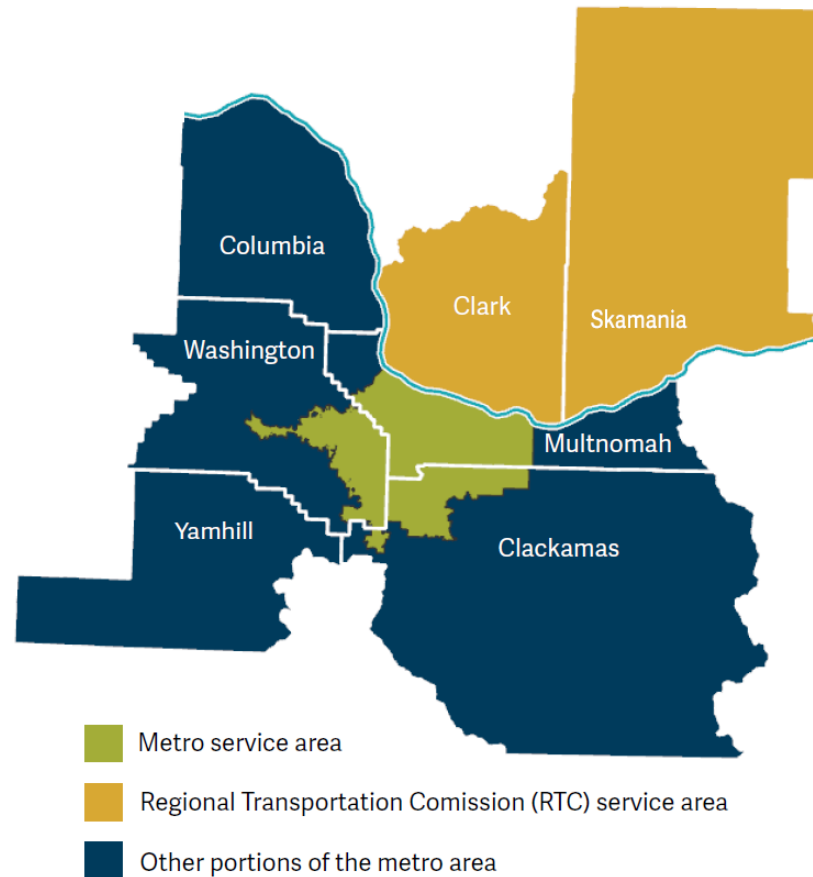 Columbia
Clark
Skamania
Washington
Multnomah
Yamhill
Clackamas
Metro service area
Regional Transportation Comission (RTC) service area
Other portions of the metro area